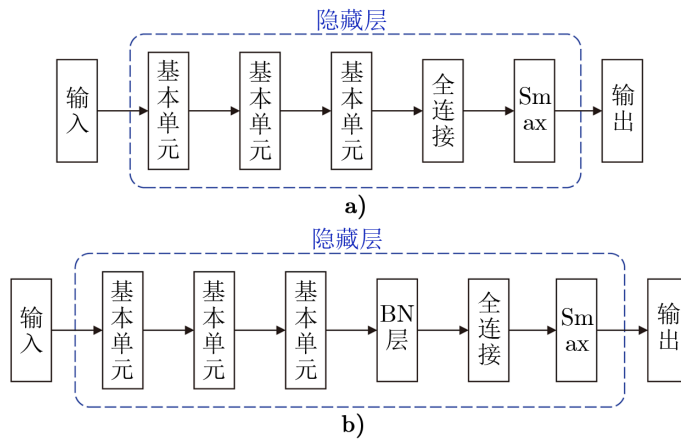 隐藏层
输入
基本单元
基本单元
基本单元
全连接
Sm
ax
输出
a)
隐藏层
输入
基本单元
基本单元
基本单元
BN
层
全连接
Sm
ax
输出
b)